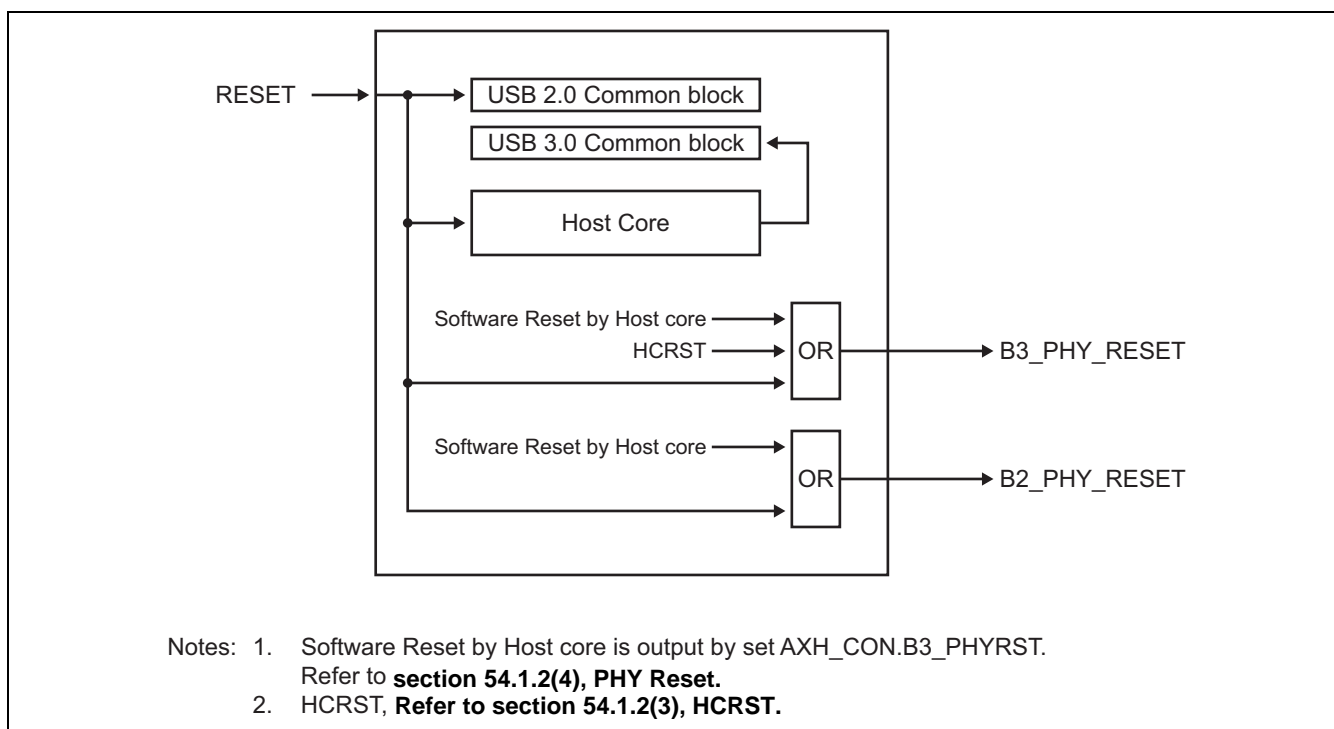 RESET
USB 2.0 Common block
USB 3.0 Common block
Host Core
Software Reset by Host core
HCRST
OR
B3_PHY_RESET
Software Reset by Host core
OR
B2_PHY_RESET
Notes: 1. Software Reset by Host core is output by set AXH_CON.B3_PHYRST.
Refer to section 54.1.2(4), PHY Reset.
2. HCRST, Refer to section 54.1.2(3), HCRST.